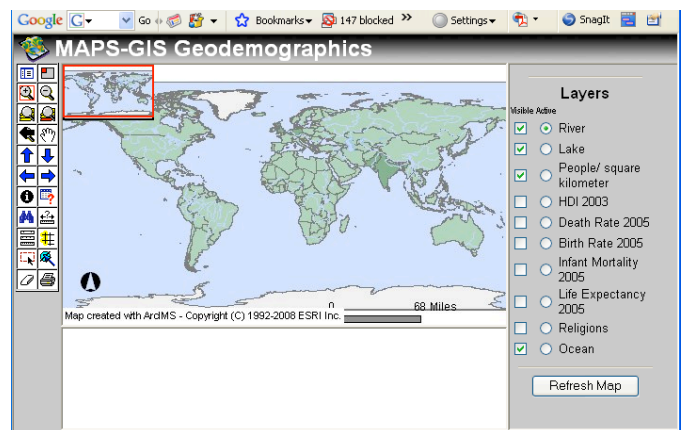 Google G Go Bookmarks 147 blocked >> Settings SnagIt
MAPS-GIS Geodemographics
Layers
Visible Active
River
Lake
People/ square
kilometer
HDI 2003
Death Rate 2005
Birth Rate 2005
Infant Mortality
2005
Life Expectancy
2005
Religions
Ocean
Refresh Map
0 68 Miles
Map created with ArcIMS - Copyright (C) 1992-2008 ESRI Inc.